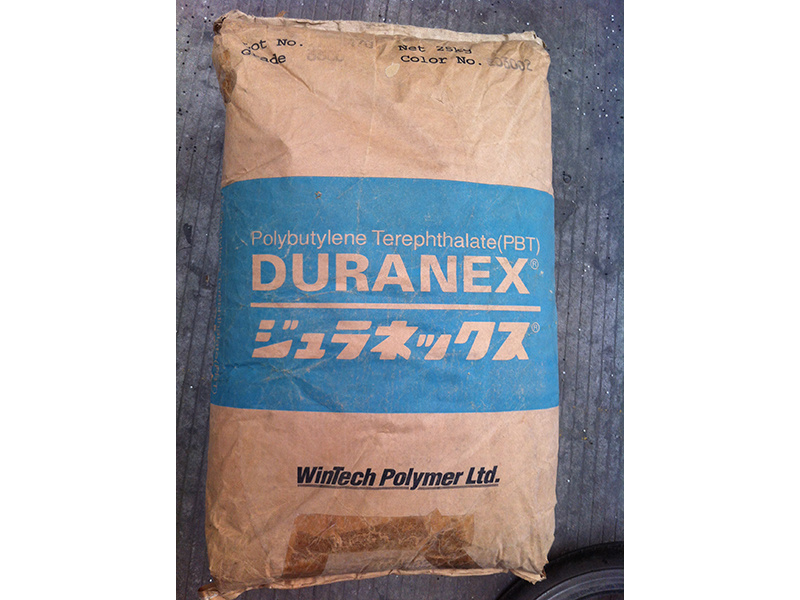 Lot No.
Net 25kg
Grade
Color No.
Polybutylene Terephthalate(PBT)
DURANEX®
ジュラネックス®
WinTech Polymer Ltd.